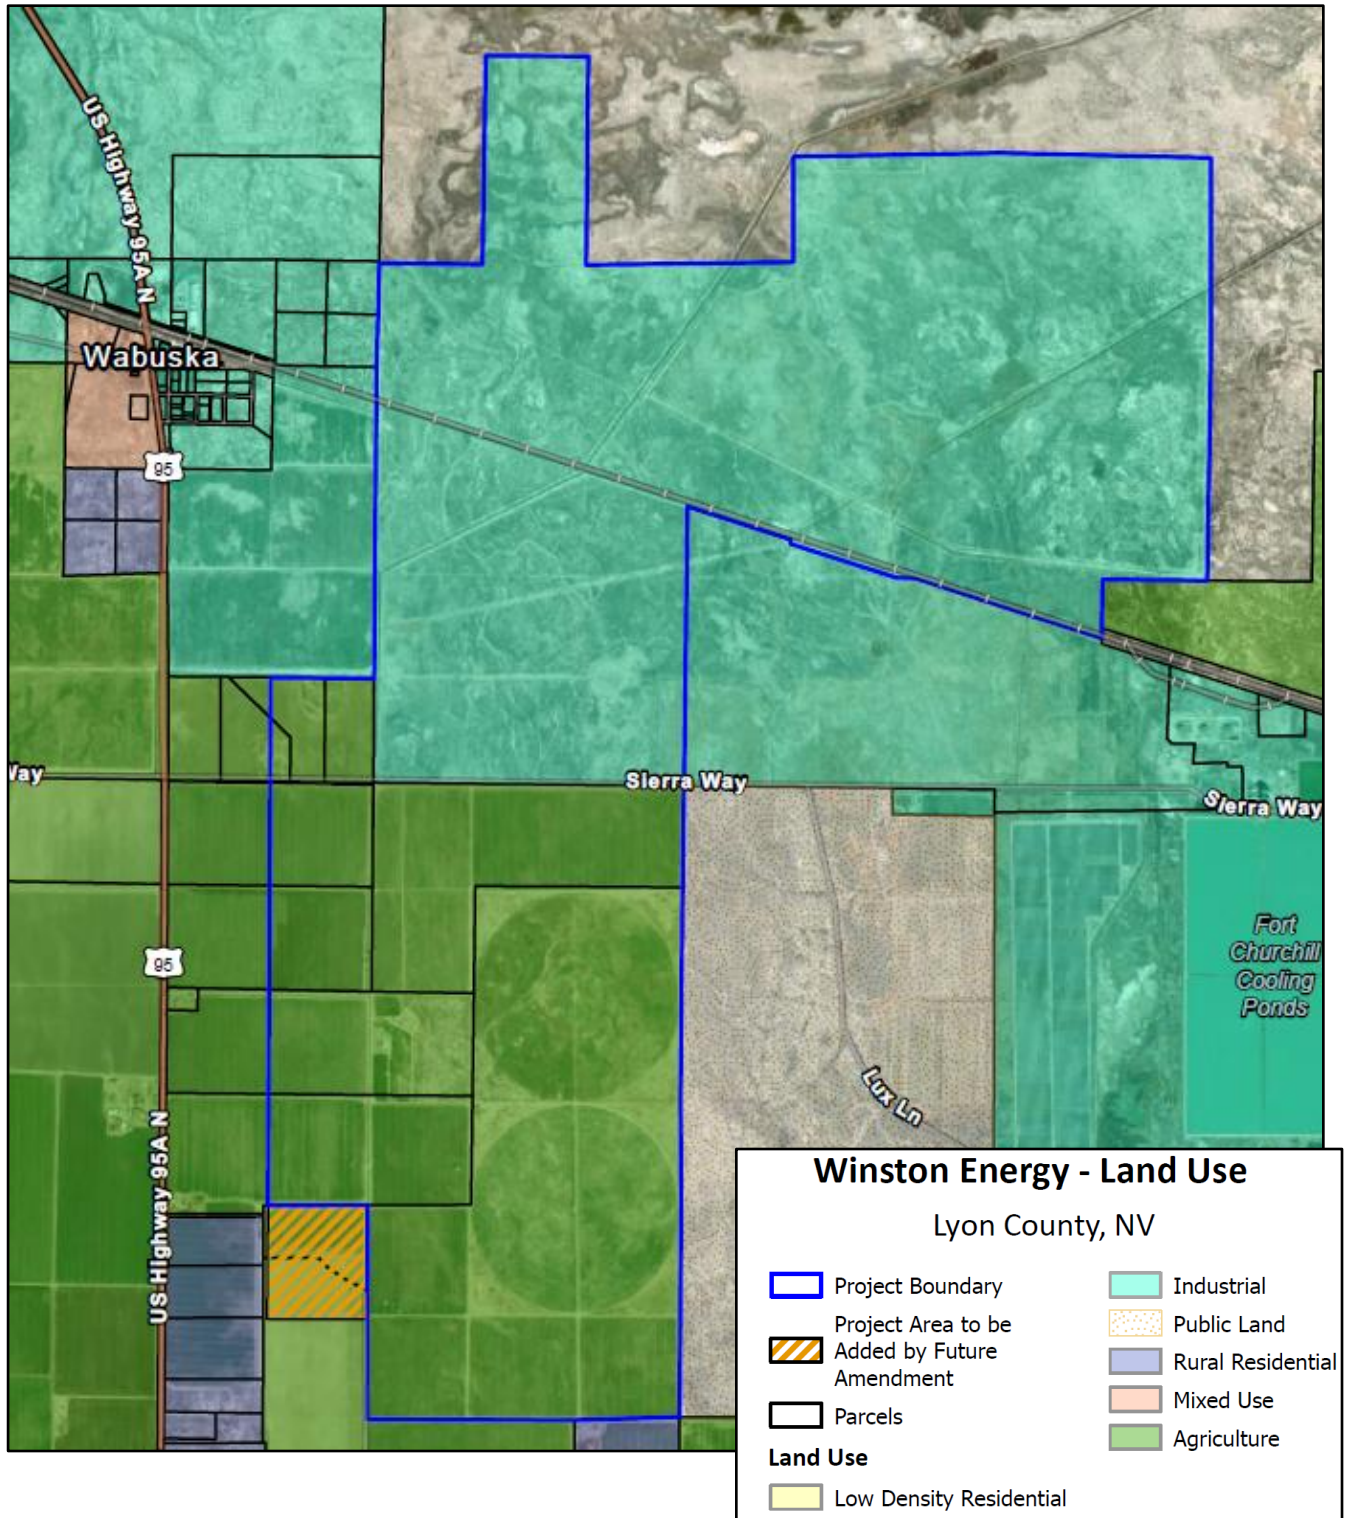 US Highway 95A N
Wabuska
95
Way
Sierra Way
Sierra Way
95
Fort
Churchill
Cooling
Ponds
Lux Ln
US Highway 95A N
Winston Energy - Land Use
Lyon County, NV
Project Boundary
Project Area to be
Added by Future
Amendment
Parcels
Land Use
Low Density Residential
Industrial
Public Land
Rural Residential
Mixed Use
Agriculture